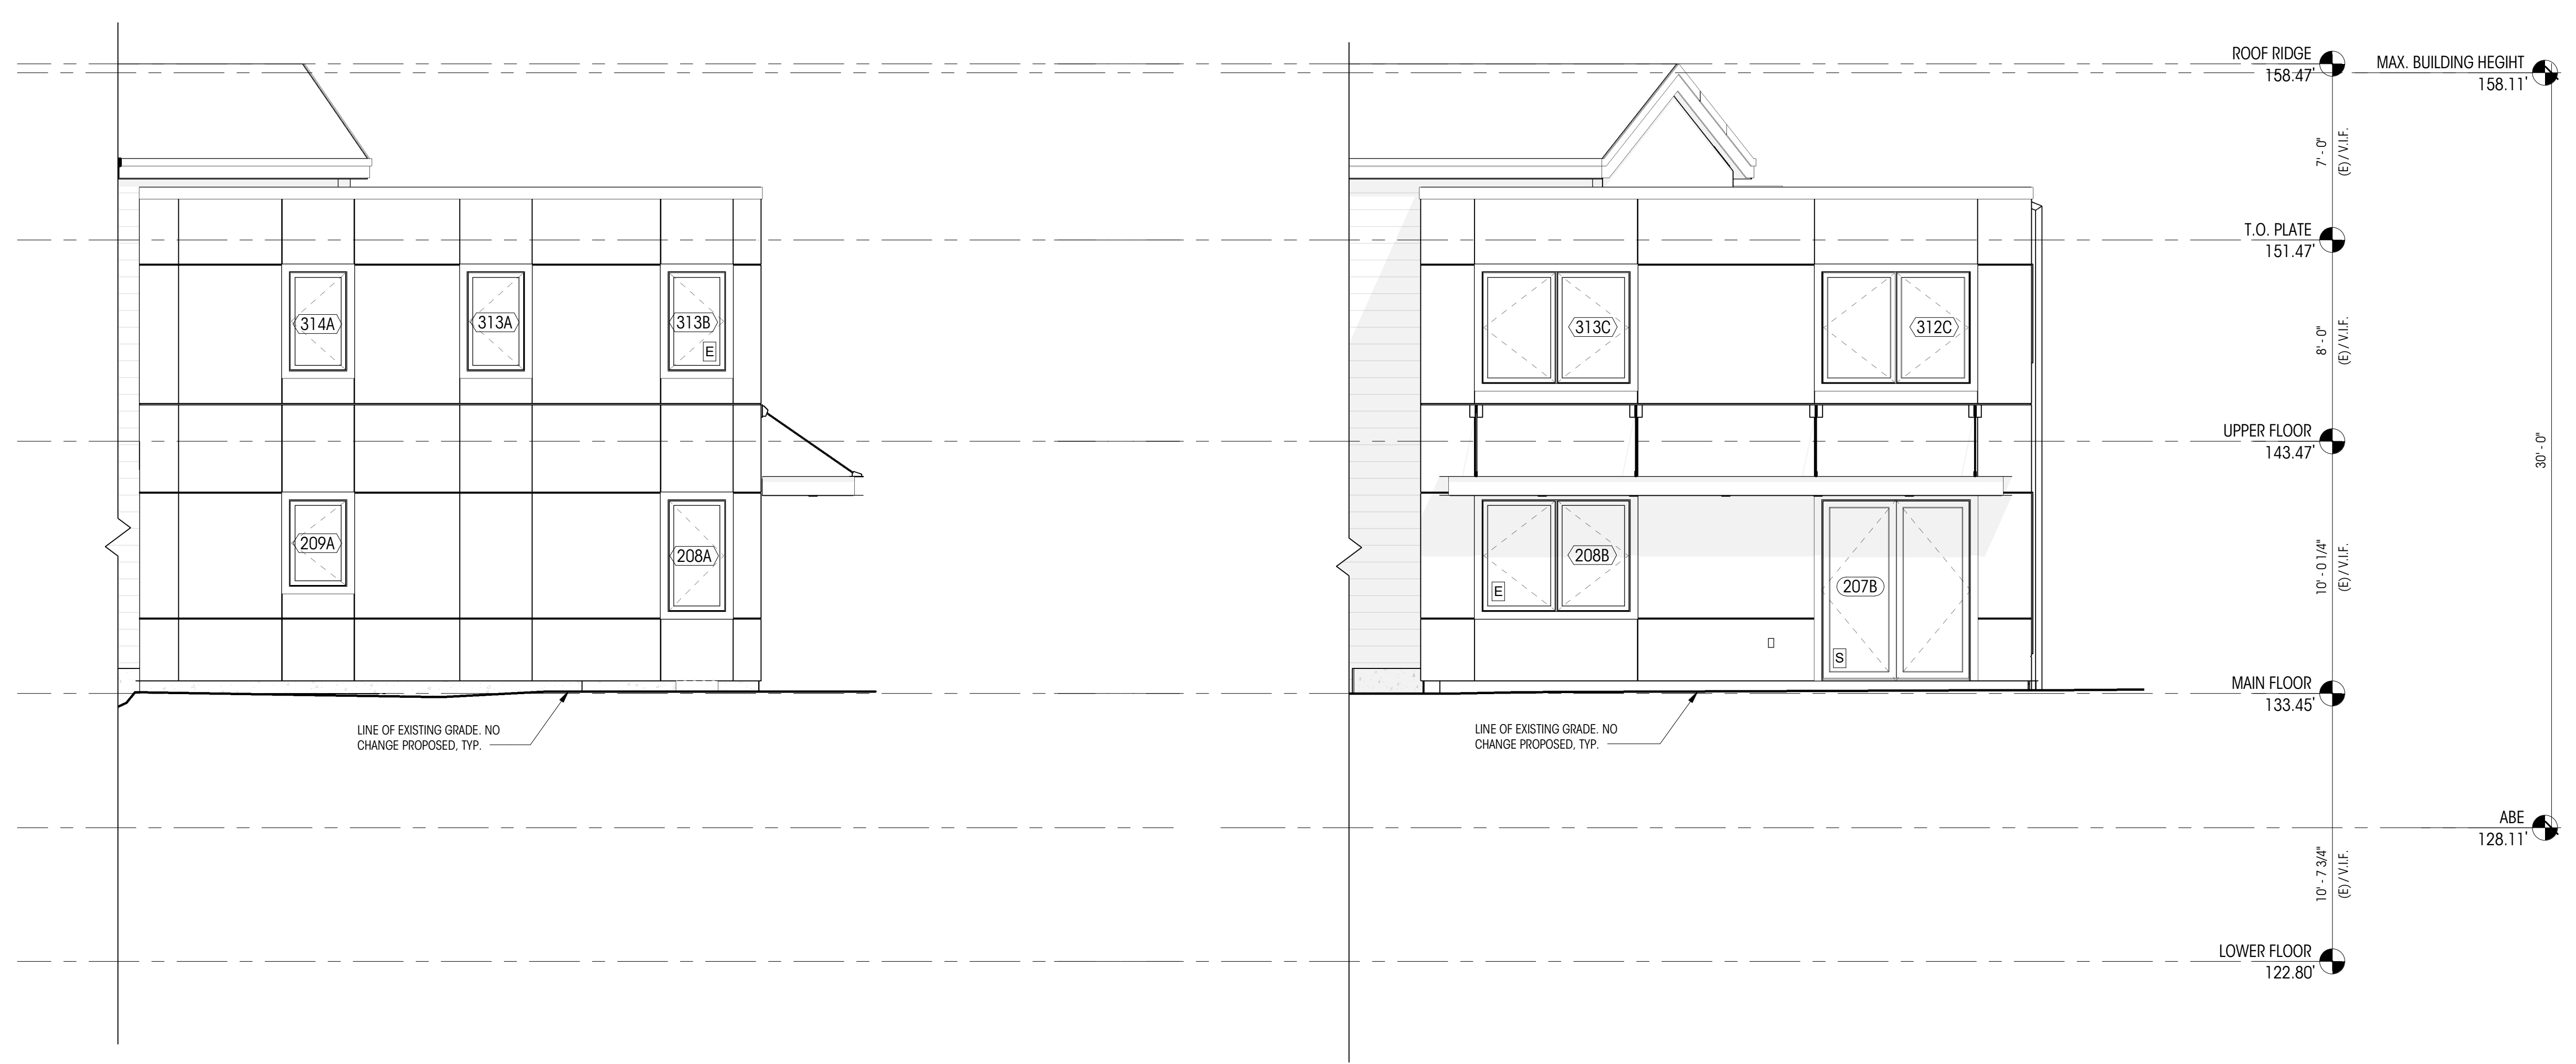 ROOF RIDGE
158.47'
MAX. BUILDING HEGIHT
158.11'
7' - 0"
(E) / V.I.F.
T.O. PLATE
151.47'
314A
313A
313B
E
313C
312C
8' - 0"
(E) / V.I.F.
UPPER FLOOR
143.47'
30' - 0"
209A
208A
208B
E
207B
S
10' - 0 1/4"
(E) / V.I.F.
MAIN FLOOR
133.45'
LINE OF EXISTING GRADE. NO
CHANGE PROPOSED, TYP.
LINE OF EXISTING GRADE. NO
CHANGE PROPOSED, TYP.
ABE
128.11'
10' - 7 3/4"
(E) / V.I.F.
LOWER FLOOR
122.80'